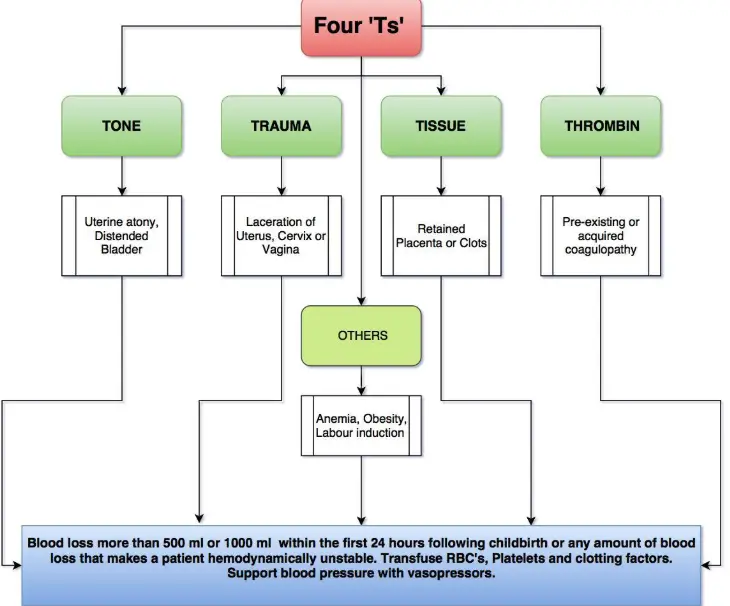 Four 'Ts'
TONE
TRAUMA
TISSUE
THROMBIN
Uterine atony,
Distended
Bladder
Laceration of
Uterus, Cervix or
Vagina
Retained
Placenta or Clots
Pre-existing or
acquired
coagulopathy
OTHERS
Anemia, Obesity,
Labour induction
Blood loss more than 500 ml or 1000 ml within the first 24 hours following childbirth or any amount of blood
loss that makes a patient hemodynamically unstable. Transfuse RBC's, Platelets and clotting factors.
Support blood pressure with vasopressors.